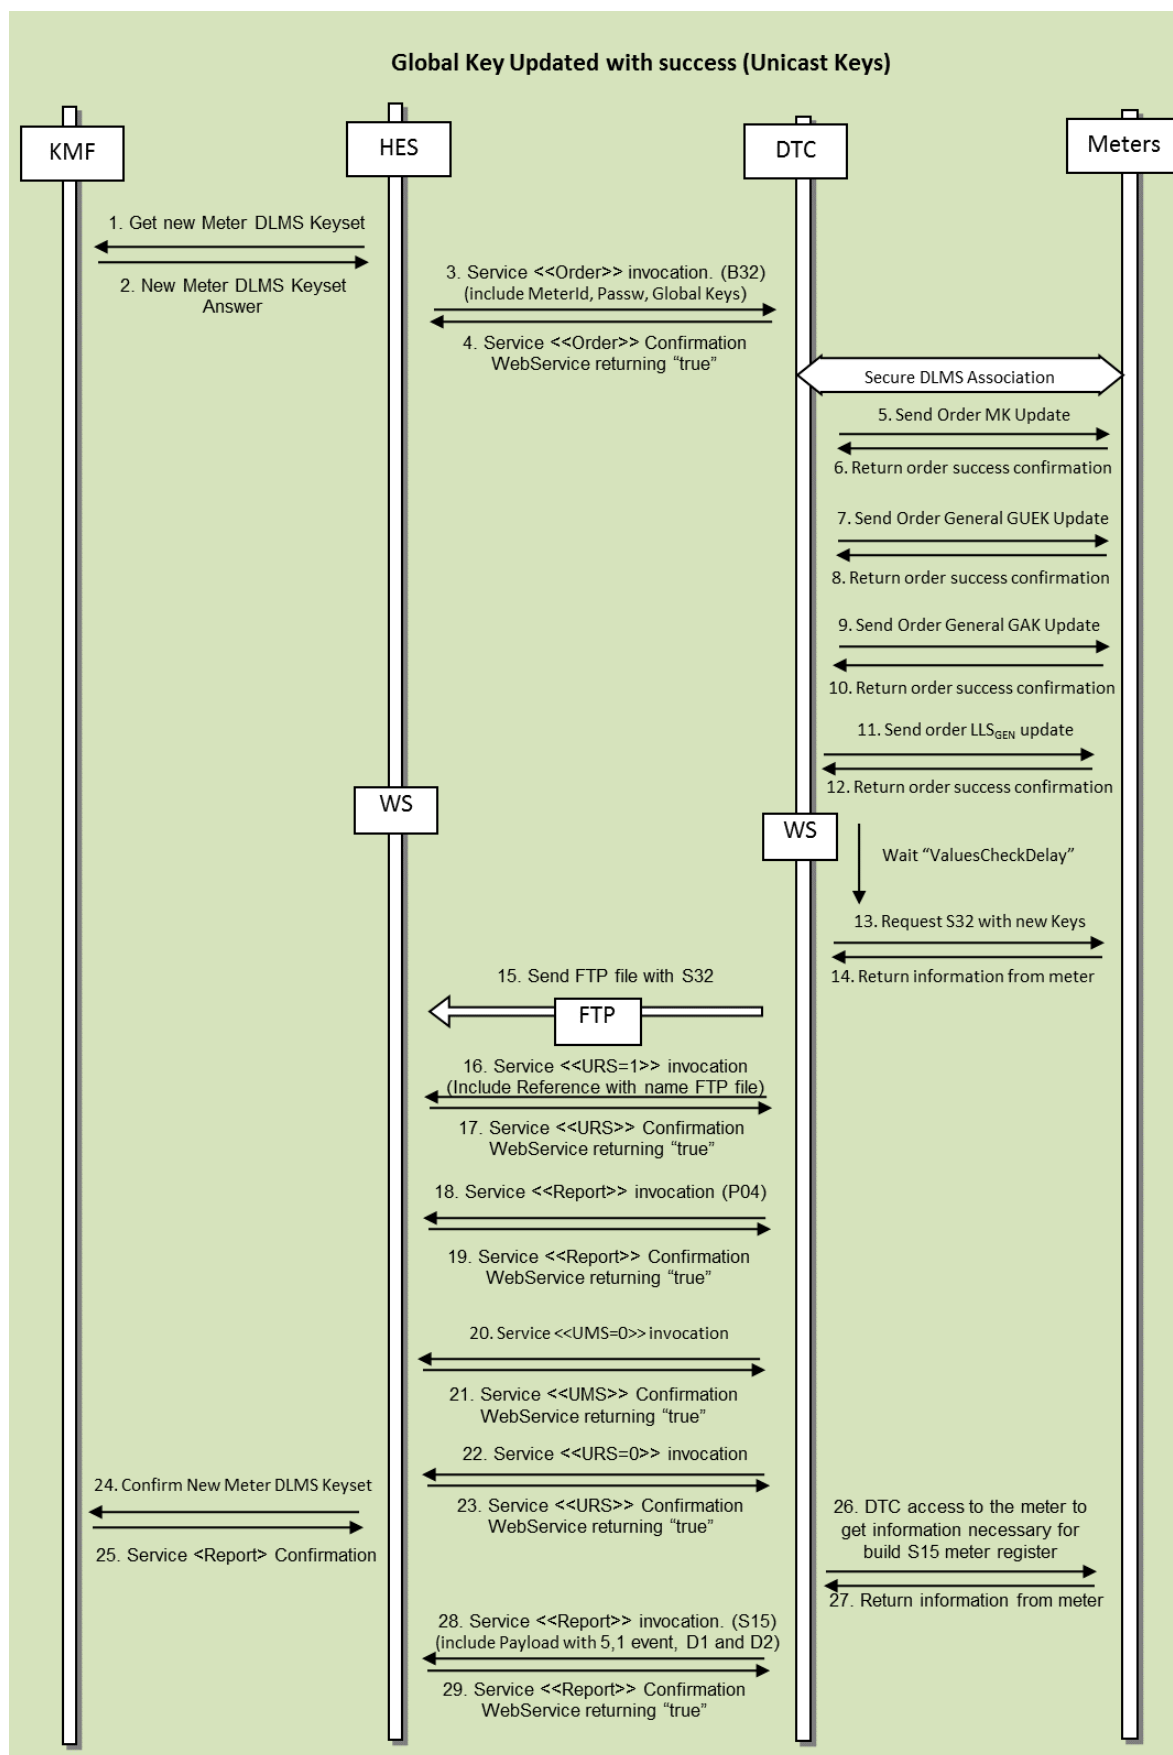 Global Key Updated with success (Unicast Keys)
KMF
HES
DTC
Meters
1. Get new Meter DLMS Keyset
2. New Meter DLMS Keyset
Answer
3. Service <<Order>> invocation. (B32)
(include MeterId, Passw, Global Keys)
4. Service <<Order>> Confirmation
WebService returning “true”
Secure DLMS Association
5. Send Order MK Update
6. Return order success confirmation
7. Send Order General GUEK Update
8. Return order success confirmation
9. Send Order General GAK Update
10. Return order success confirmation
11. Send order LLSGEN update
12. Return order success confirmation
WS
WS
Wait “ValuesCheckDelay”
13. Request S32 with new Keys
14. Return information from meter
15. Send FTP file with S32
FTP
16. Service <<URS=1>> invocation
(Include Reference with name FTP file)
17. Service <<URS>> Confirmation
WebService returning “true”
18. Service <<Report>> invocation (P04)
19. Service <<Report>> Confirmation
WebService returning “true”
20. Service <<UMS=0>> invocation
21. Service <<UMS>> Confirmation
WebService returning “true”
22. Service <<URS=0>> invocation
23. Service <<URS>> Confirmation
WebService returning “true”
24. Confirm New Meter DLMS Keyset
25. Service <Report> Confirmation
26. DTC access to the meter to
get information necessary for
build S15 meter register
27. Return information from meter
28. Service <<Report>> invocation. (S15)
(include Payload with 5,1 event, D1 and D2)
29. Service <<Report>> Confirmation
WebService returning “true”